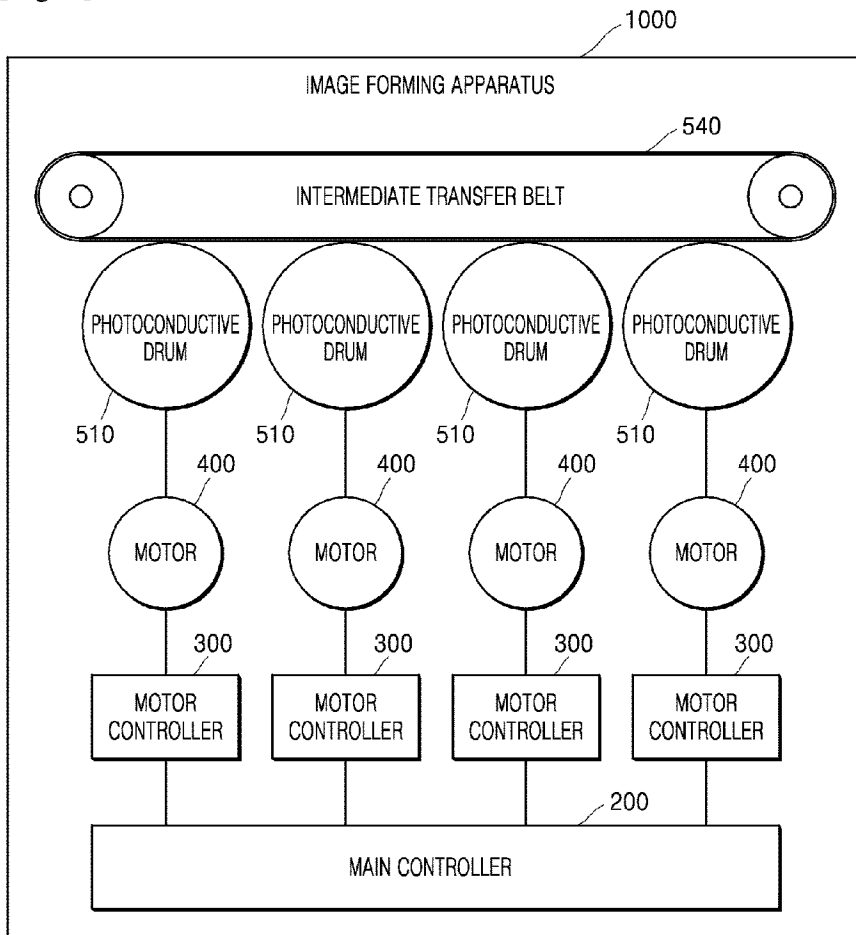 1000
IMAGE FORMING APPARATUS
540
INTERMEDIATE TRANSFER BELT
PHOTOCONDUCTIVE
DRUM
PHOTOCONDUCTIVE
DRUM
PHOTOCONDUCTIVE
DRUM
PHOTOCONDUCTIVE
DRUM
510
510
510
510
400
400
400
400
MOTOR
MOTOR
MOTOR
MOTOR
300
300
300
300
MOTOR
CONTROLLER
MOTOR
CONTROLLER
MOTOR
CONTROLLER
MOTOR
CONTROLLER
200
MAIN CONTROLLER